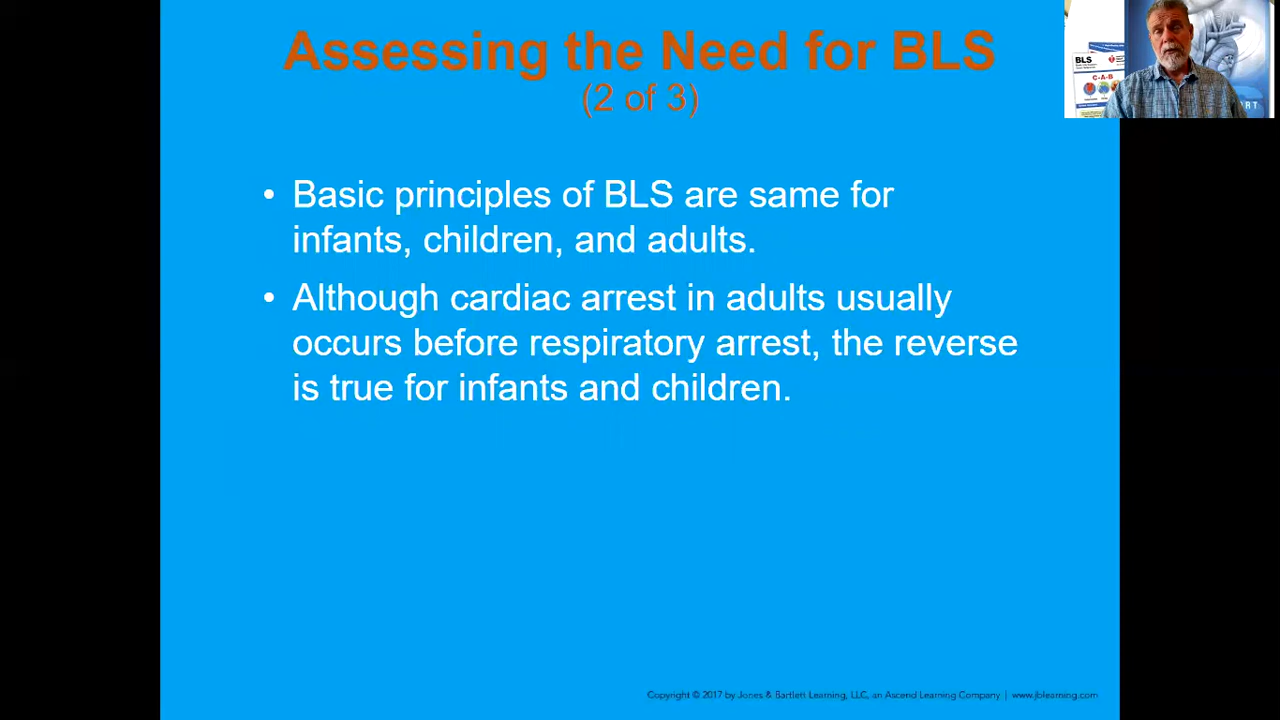 Assessing the Need for BLS
(2 of 3)
• Basic principles of BLS are same for
infants, children, and adults.
• Although cardiac arrest in adults usually
occurs before respiratory arrest, the reverse
is true for infants and children.
BLS
C-A-B
Copyright © 2017 by Jones & Bartlett Learning, LLC, an Ascend Learning Company | www.jblearning.com